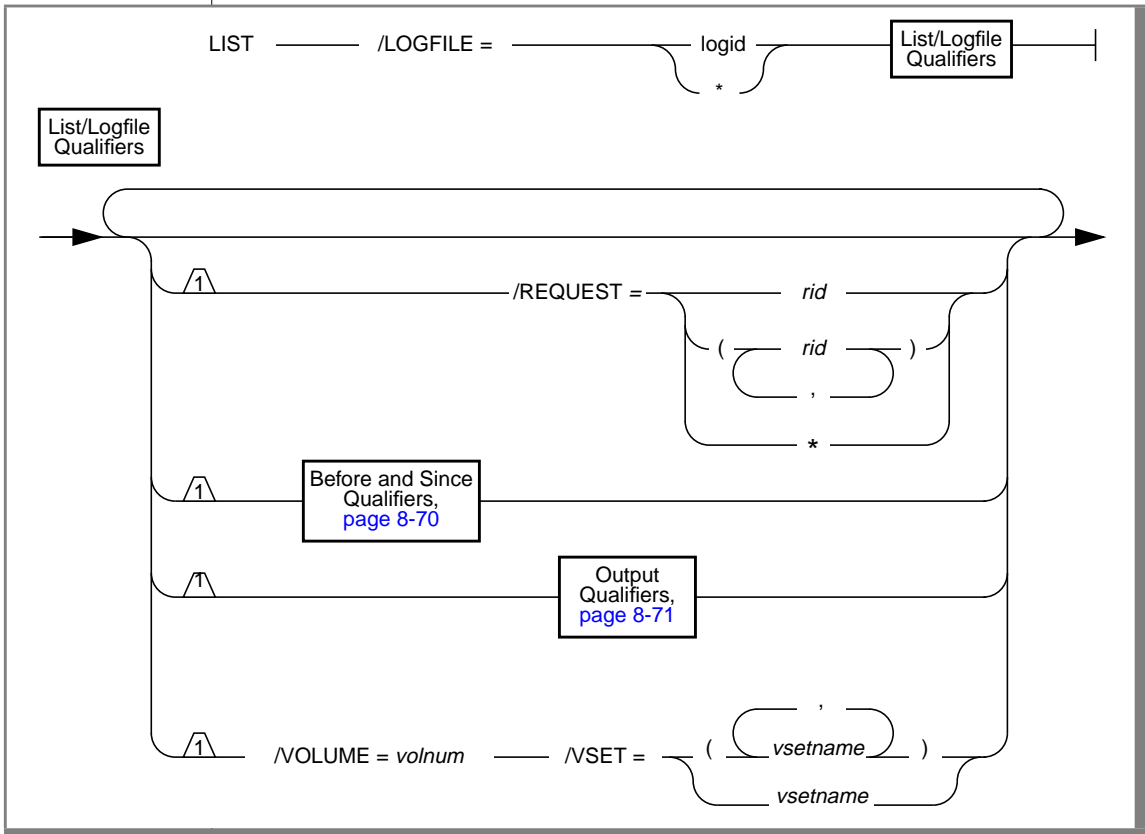 LIST /LOGFILE = logid List/Logfile
Qualifiers
*
List/Logfile
Qualifiers
1 /REQUEST = rid
( rid )
,
*
1 Before and Since
Qualifiers,
page 8-70
1 Output
Qualifiers,
page 8-71
,
1 /VOLUME = volnum /VSET = ( vsetname )
vsetname